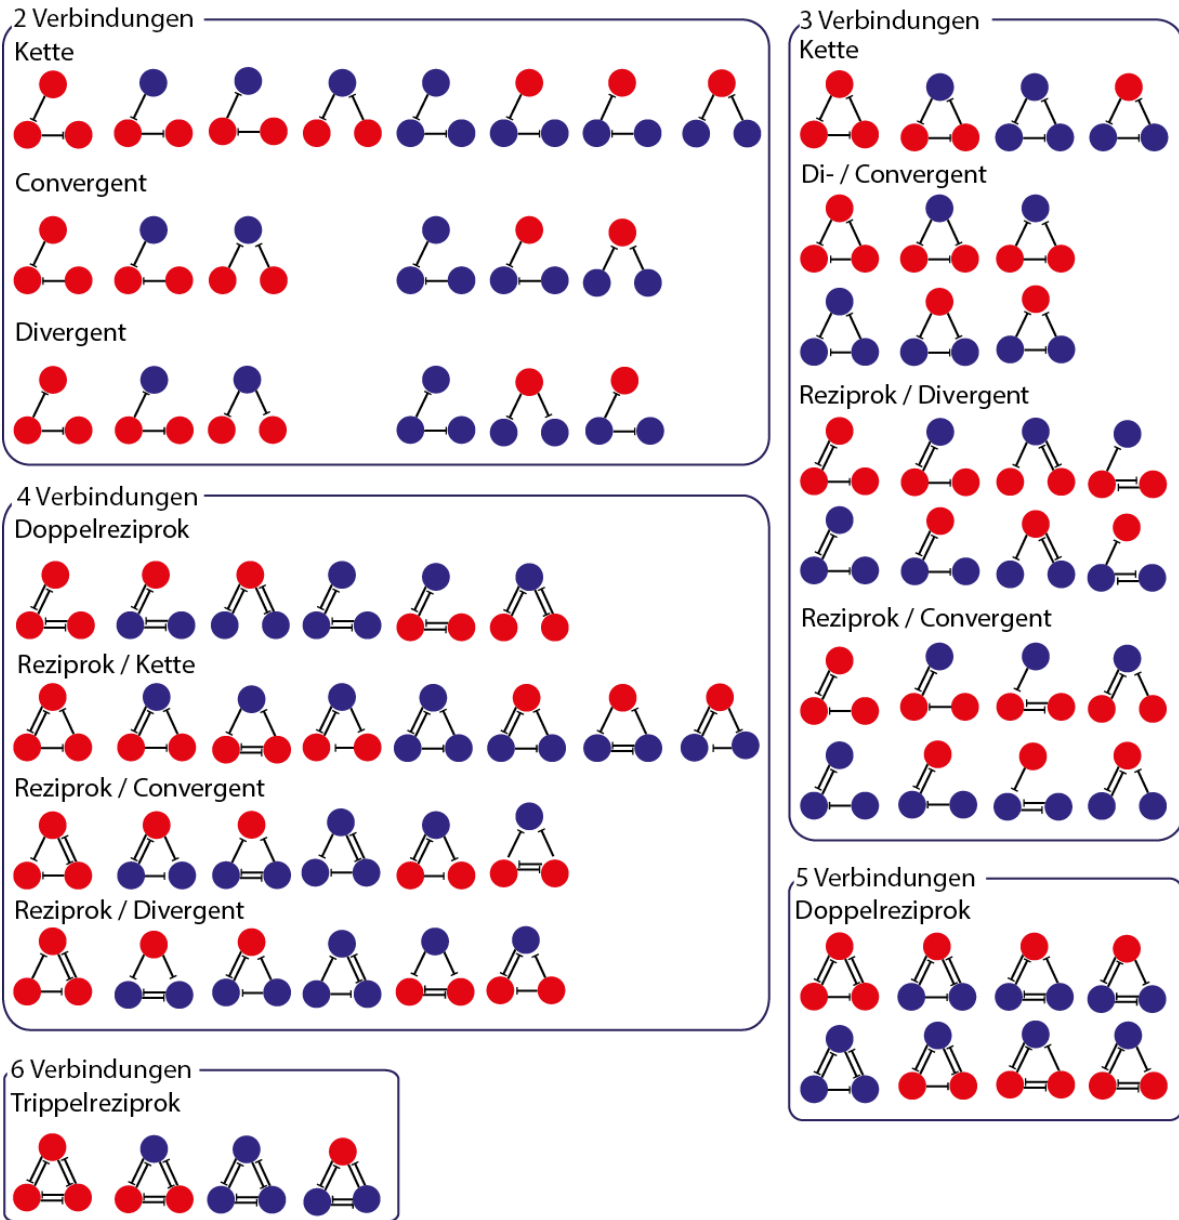 2 Verbindungen
Kette
Convergent
Divergent
3 Verbindungen
Kette
Di- / Convergent
Reziprok / Divergent
Reziprok / Convergent
4 Verbindungen
Doppelreziprok
Reziprok / Kette
Reziprok / Convergent
Reziprok / Divergent
5 Verbindungen
Doppelreziprok
6 Verbindungen
Trippelreziprok